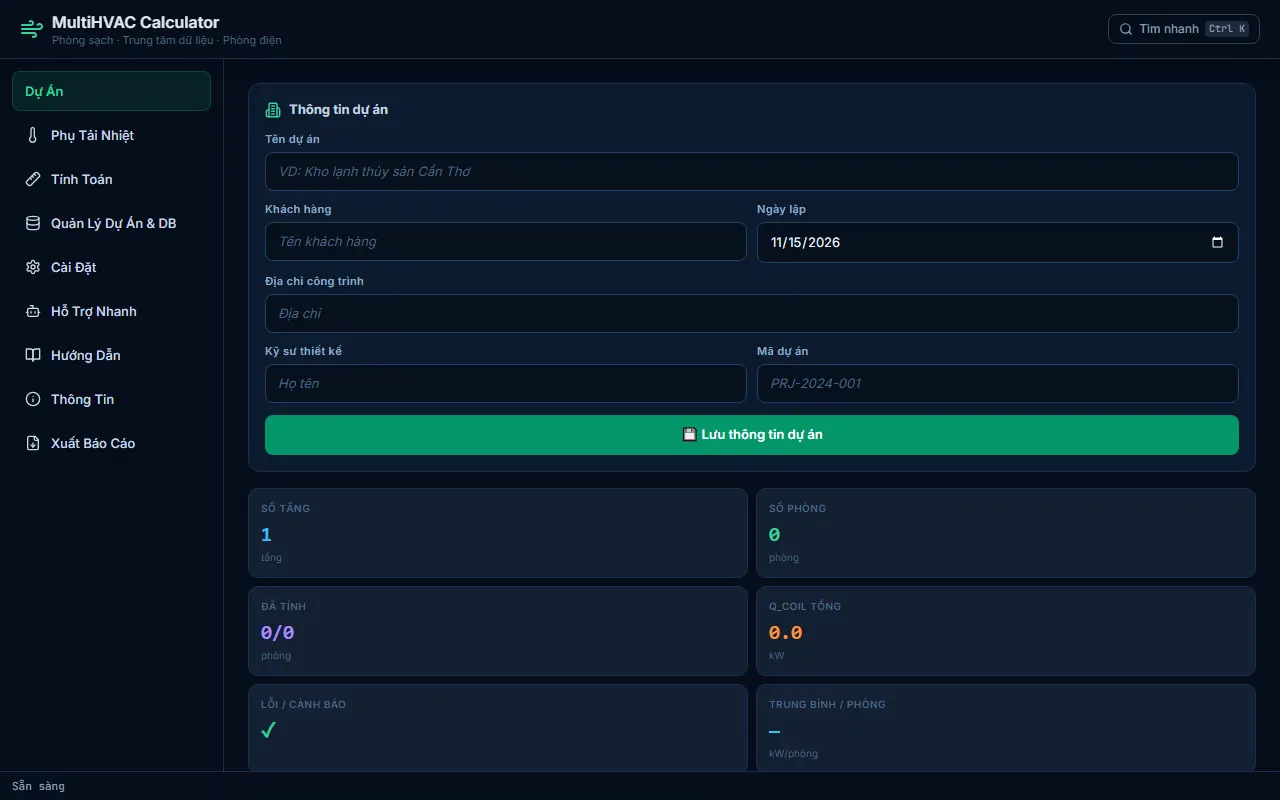 MultiHVAC Calculator
Phòng sạch · Trung tâm dữ liệu · Phòng điện
Tìm nhanh Ctrl K
Dự Án
Phụ Tải Nhiệt
Tính Toán
Quản Lý Dự Án & DB
Cài Đặt
Hỗ Trợ Nhanh
Hướng Dẫn
Thông Tin
Xuất Báo Cáo
Thông tin dự án
Tên dự án
VD: Kho lạnh thủy sản Cần Thơ
Khách hàng
Ngày lập
Tên khách hàng
11/15/2026
Địa chỉ công trình
Địa chỉ
Kỹ sư thiết kế
Mã dự án
Họ tên
PRJ-2024-001
💾 Lưu thông tin dự án
SỐ TẦNG
1
tầng
SỐ PHÒNG
0
phòng
ĐÃ TÍNH
0/0
phòng
Q_COIL TỔNG
0.0
kW
LỖI / CẢNH BÁO
✓
TRUNG BÌNH / PHÒNG
—
kW/phòng
Sẵn sàng